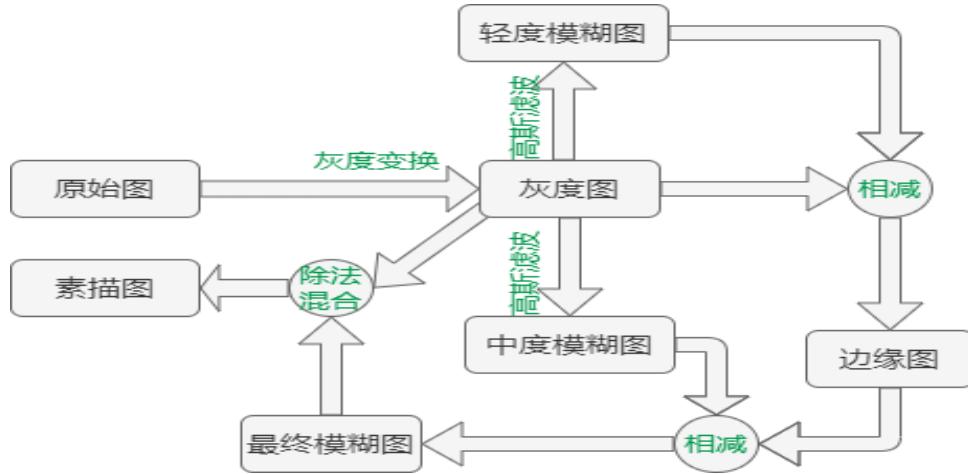 轻度模糊图
高斯滤波
灰度变换
原始图
灰度图
相减
高斯滤波
素描图
除法
混合
中度模糊图
边缘图
最终模糊图
相减